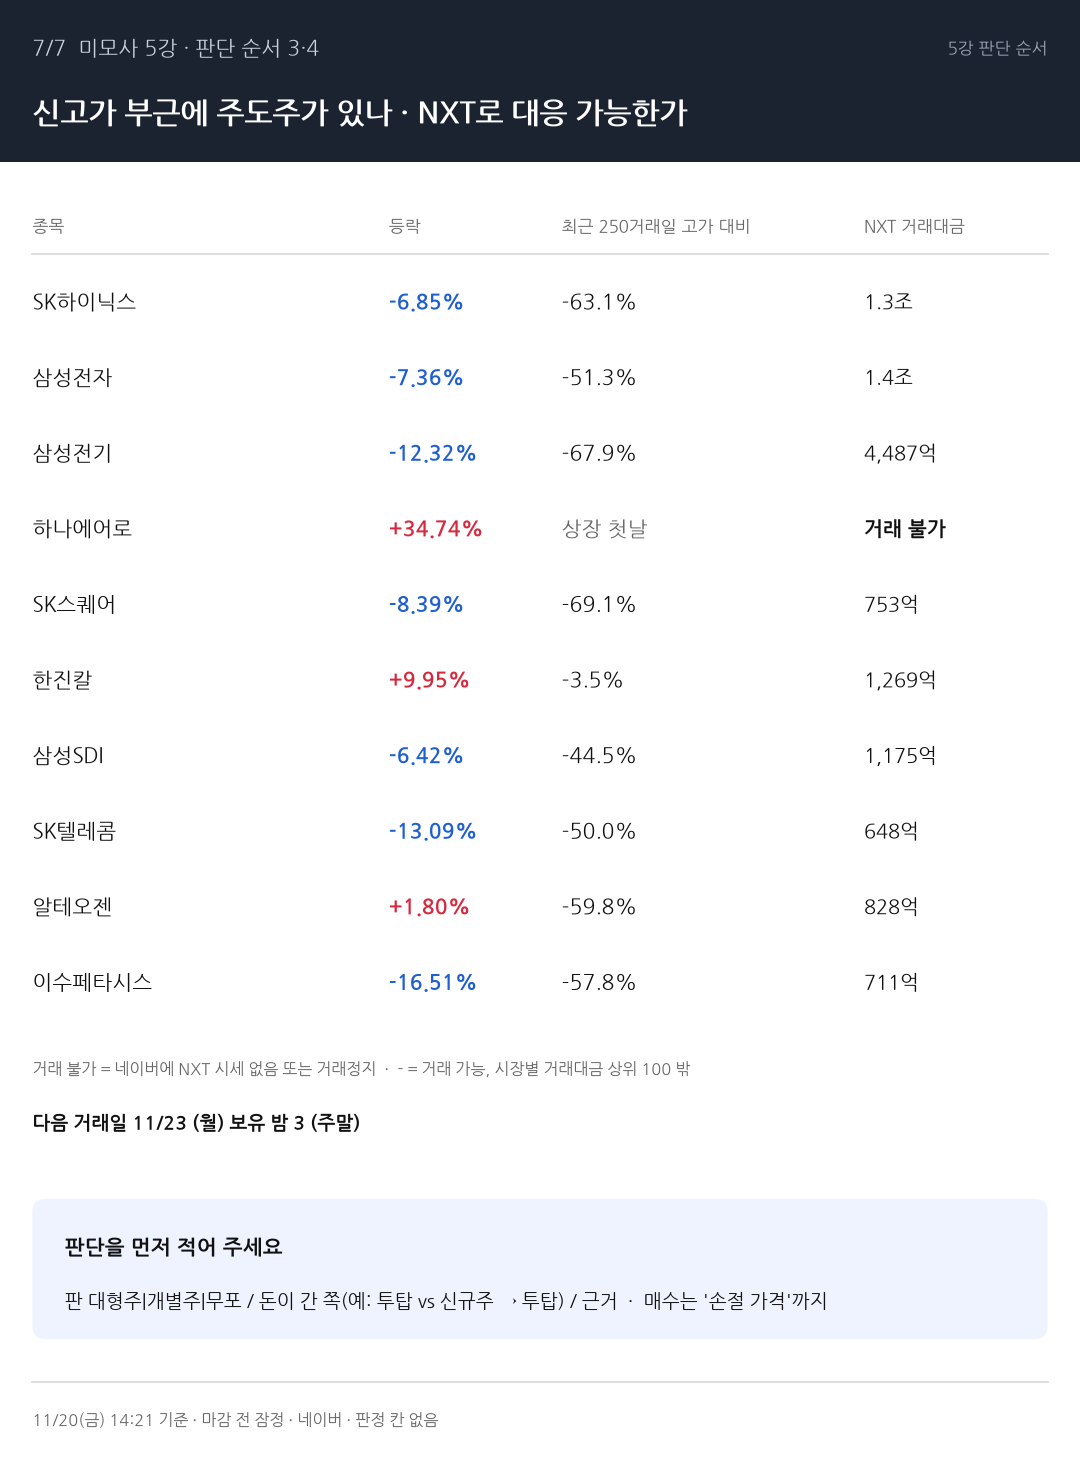 7/7 미모사 5강 · 판단 순서 3·4
5강 판단 순서
신고가 부근에 주도주가 있나 · NXT로 대응 가능한가
종목 등락 최근 250거래일 고가 대비 NXT 거래대금
SK하이닉스 -6.85% -63.1% 1.3조
삼성전자 -7.36% -51.3% 1.4조
삼성전기 -12.32% -67.9% 4,487억
하나에어로 +34.74% 상장 첫날 거래 불가
SK스퀘어 -8.39% -69.1% 753억
한진칼 +9.95% -3.5% 1,269억
삼성SDI -6.42% -44.5% 1,175억
SK텔레콤 -13.09% -50.0% 648억
알테오젠 +1.80% -59.8% 828억
이수페타시스 -16.51% -57.8% 711억
거래 불가 = 네이버에 NXT 시세 없음 또는 거래정지 · - = 거래 가능, 시장별 거래대금 상위 100 밖
다음 거래일 11/23 (월) 보유 밤 3 (주말)
판단을 먼저 적어 주세요
판 대형주|개별주|무포 / 돈이 간 쪽(예: 투탑 vs 신규주 → 투탑) / 근거 · 매수는 '손절 가격'까지
11/20(금) 14:21 기준 · 마감 전 잠정 · 네이버 · 판정 칸 없음